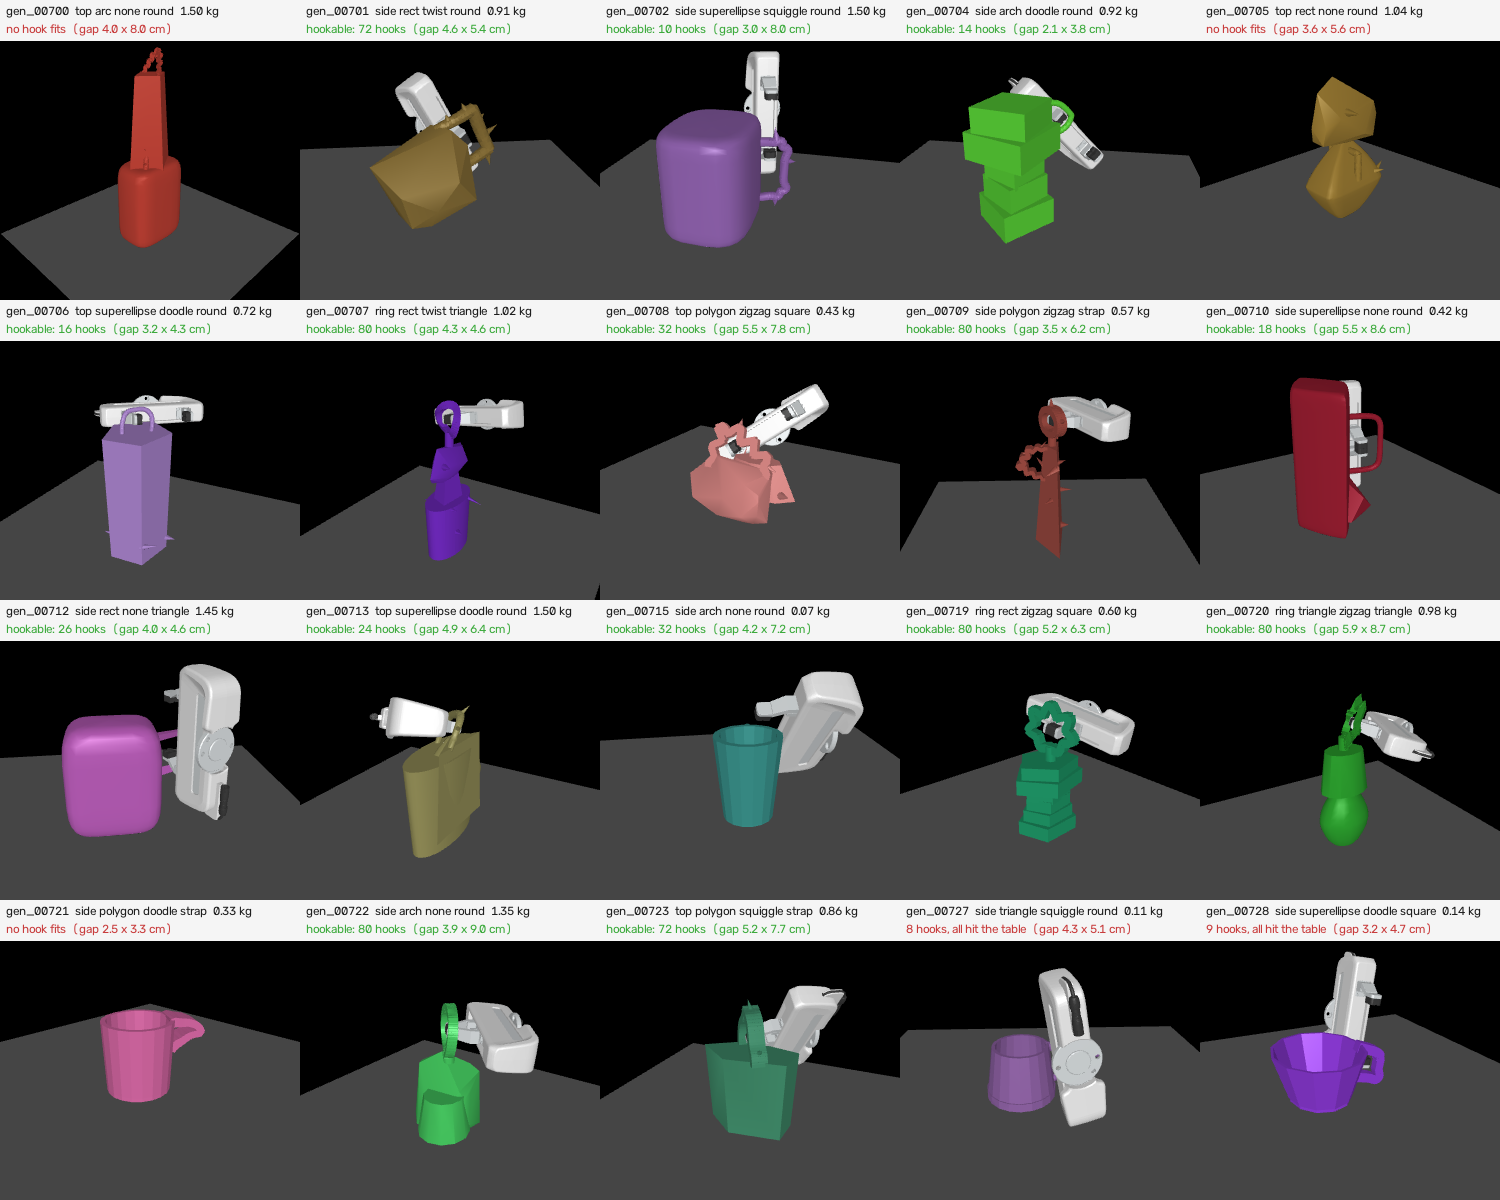 gen_00700 top arc none round 1.50 kg
no hook fits (gap 4.0 x 8.0 cm)
gen_00701 side rect twist round 0.91 kg
hookable: 72 hooks (gap 4.6 x 5.4 cm)
gen_00702 side superellipse squiggle round 1.50 kg
hookable: 10 hooks (gap 3.0 x 8.0 cm)
gen_00704 side arch doodle round 0.92 kg
hookable: 14 hooks (gap 2.1 x 3.8 cm)
gen_00705 top rect none round 1.04 kg
no hook fits (gap 3.6 x 5.6 cm)
gen_00706 top superellipse doodle round 0.72 kg
hookable: 16 hooks (gap 3.2 x 4.3 cm)
gen_00707 ring rect twist triangle 1.02 kg
hookable: 80 hooks (gap 4.3 x 4.6 cm)
gen_00708 top polygon zigzag square 0.43 kg
hookable: 32 hooks (gap 5.5 x 7.8 cm)
gen_00709 side polygon zigzag strap 0.57 kg
hookable: 80 hooks (gap 3.5 x 6.2 cm)
gen_00710 side superellipse none round 0.42 kg
hookable: 18 hooks (gap 5.5 x 8.6 cm)
gen_00712 side rect none triangle 1.45 kg
hookable: 26 hooks (gap 4.0 x 4.6 cm)
gen_00713 top superellipse doodle round 1.50 kg
hookable: 24 hooks (gap 4.9 x 6.4 cm)
gen_00715 side arch none round 0.07 kg
hookable: 32 hooks (gap 4.2 x 7.2 cm)
gen_00719 ring rect zigzag square 0.60 kg
hookable: 80 hooks (gap 5.2 x 6.3 cm)
gen_00720 ring triangle zigzag triangle 0.98 kg
hookable: 80 hooks (gap 5.9 x 8.7 cm)
gen_00721 side polygon doodle strap 0.33 kg
no hook fits (gap 2.5 x 3.3 cm)
gen_00722 side arch none round 1.35 kg
hookable: 80 hooks (gap 3.9 x 9.0 cm)
gen_00723 top polygon squiggle strap 0.86 kg
hookable: 72 hooks (gap 5.2 x 7.7 cm)
gen_00727 side triangle squiggle round 0.11 kg
8 hooks, all hit the table (gap 4.3 x 5.1 cm)
gen_00728 side superellipse doodle square 0.14 kg
9 hooks, all hit the table (gap 3.2 x 4.7 cm)